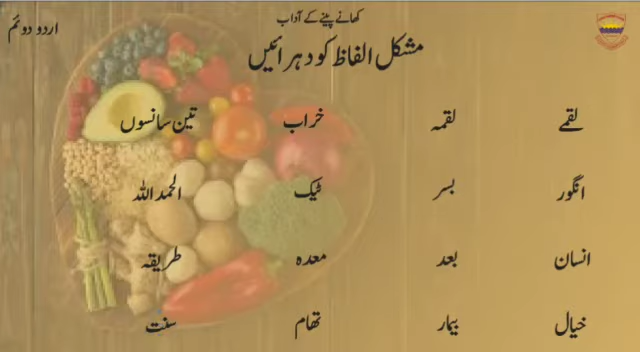 کھانے پینے کے آداب
اردو دوئم
مشکل الفاظ کو دہرائیں
لقمے لقمہ خراب تین سانسوں
انگور بسر ٹیک الحمد اللہ
انسان بعد معدہ طریقہ
خیال بیمار تھام سنت